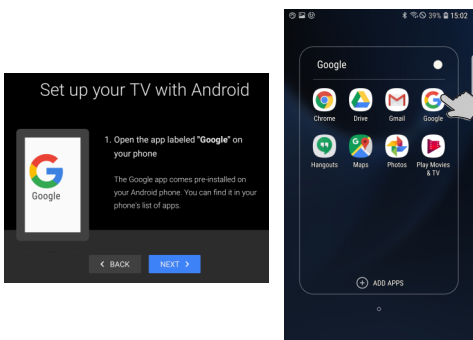 Set up your TV with Android
1. Open the app labeled "Google" on
your phone
The Google app comes pre-installed on
your Android phone. You can find it in your
phone's list of apps.
Google
BACK
NEXT
39% 15:02
Google
Chrome Drive Gmail Google
Hangouts Maps Photos Play Movies
& TV
ADD APPS